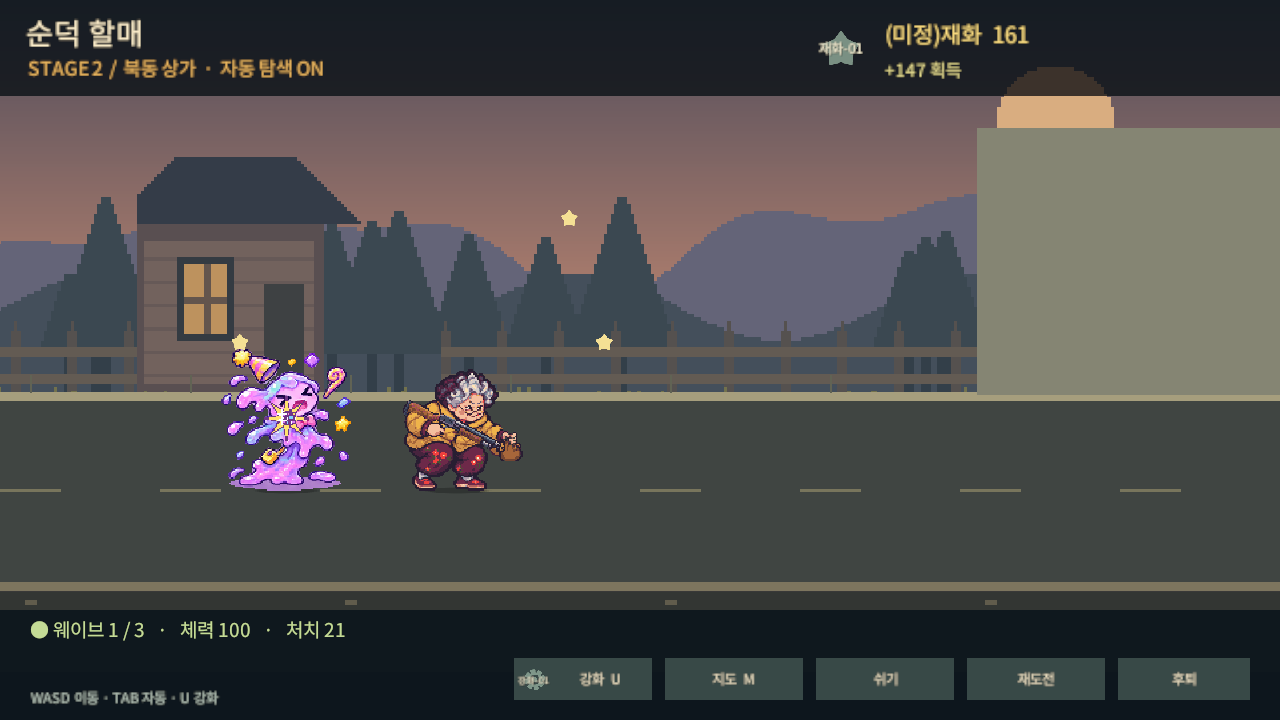 순덕 할매
STAGE 2 / 북동 상가 · 자동 탐색 ON
재화-01
(미정)재화 161
+147 획득
웨이브 1 / 3 · 체력 100 · 처치 21
강화 U
지도 M
쉬기
재도전
후퇴
WASD 이동 · TAB 자동 · U 강화